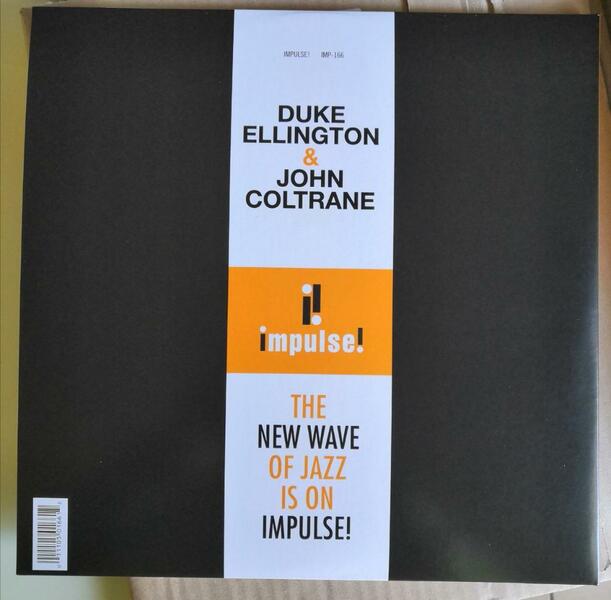 IMPULSE! IMP-166
DUKE
ELLINGTON
&
JOHN
COLTRANE
impulse!
THE
NEW WAVE
OF JAZZ
IS ON
IMPULSE!